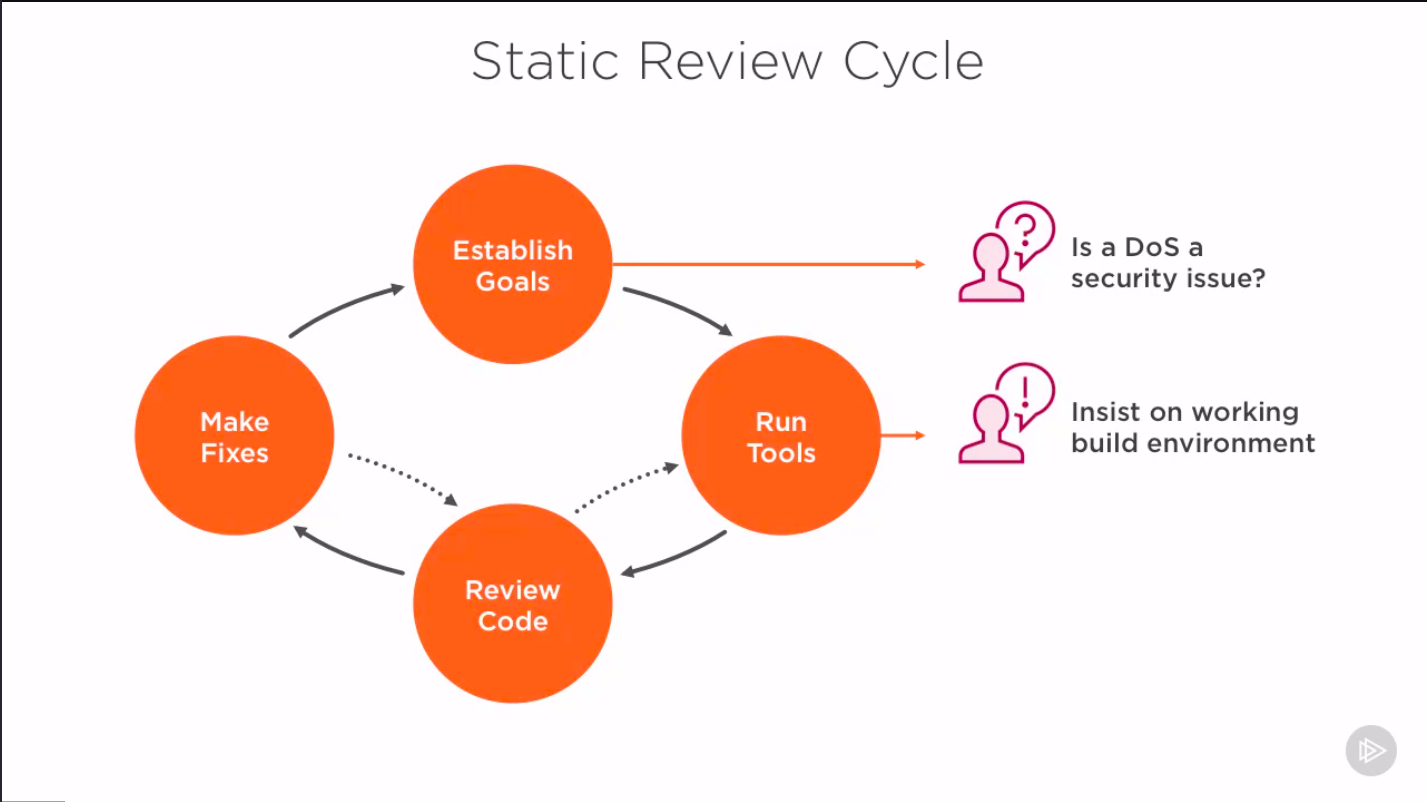 Static Review Cycle
Establish
Goals
Is a DoS a
security issue?
Make
Fixes
Run
Tools
Insist on working
build environment
Review
Code